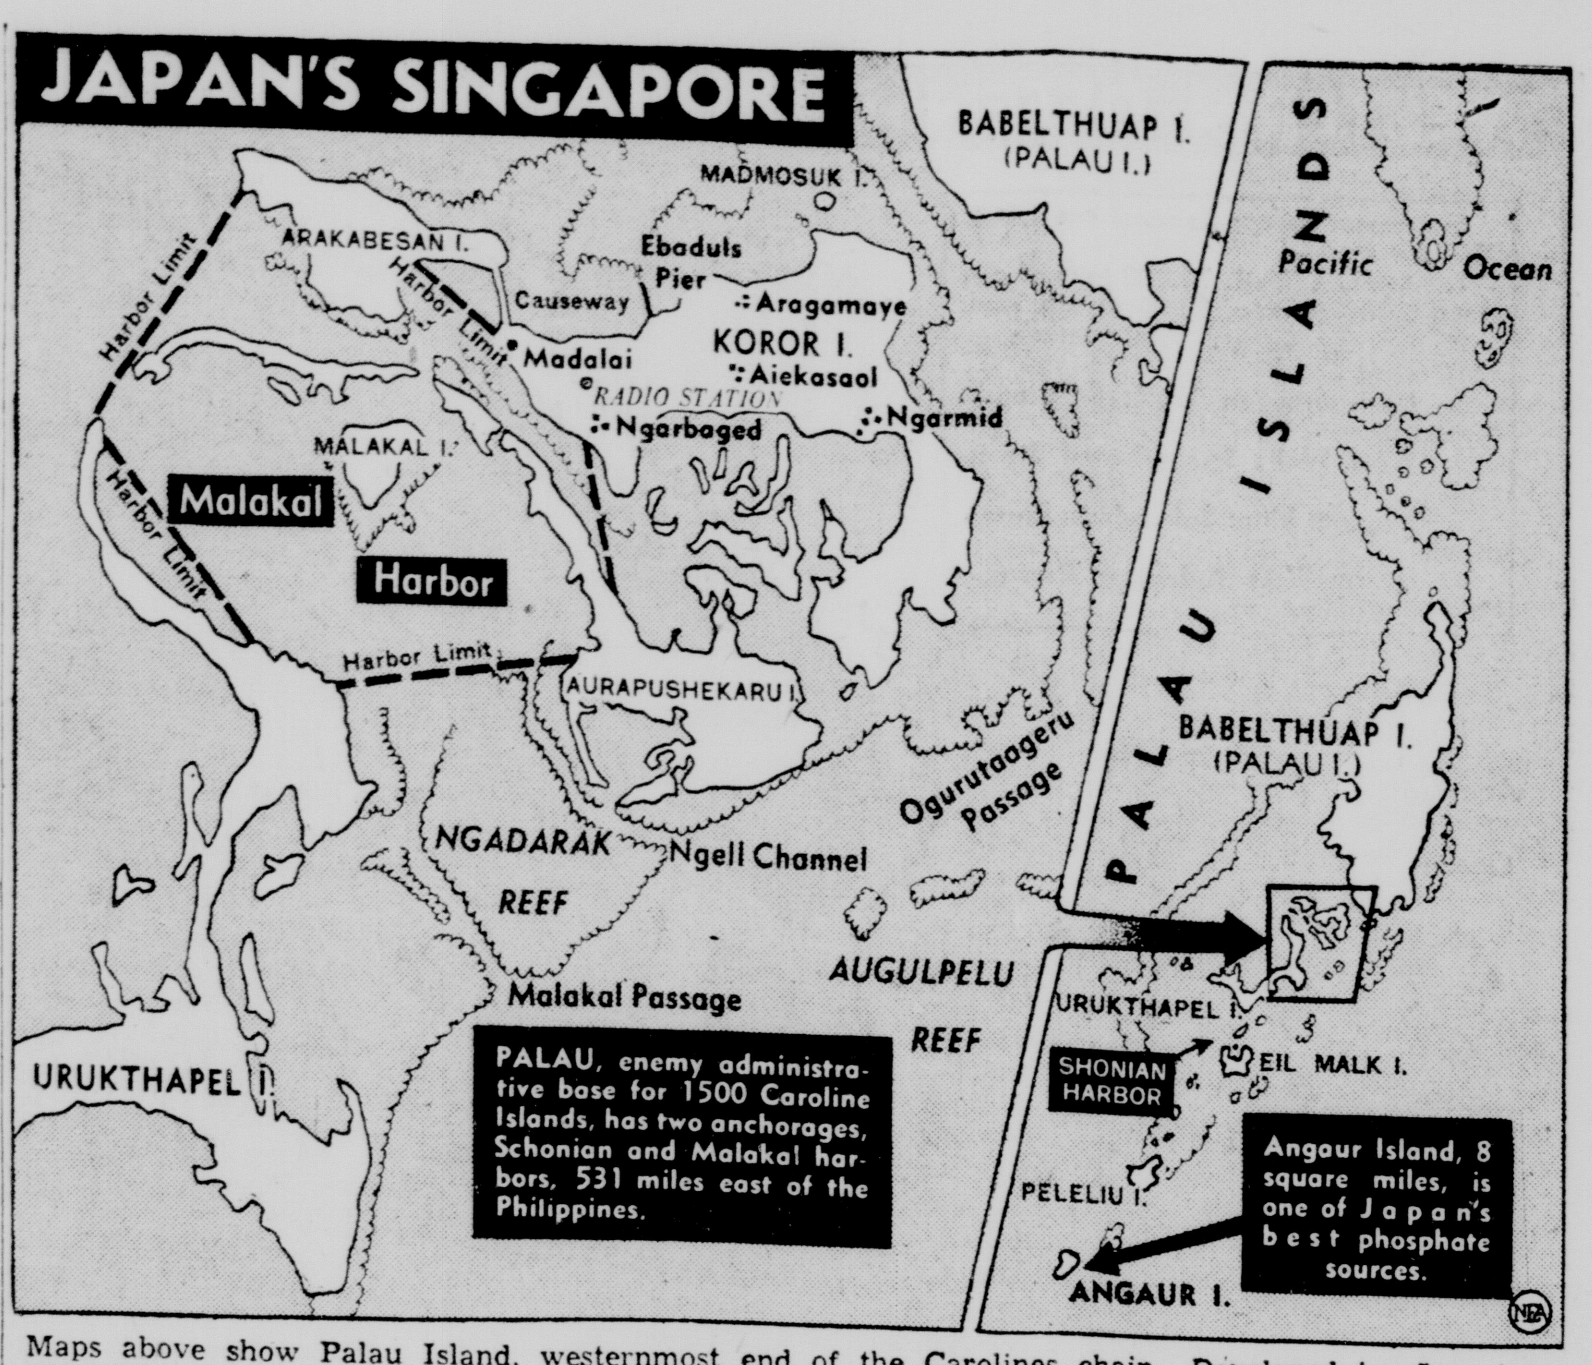 JAPAN'S SINGAPORE
BABELTHUAP I.
(PALAU I.)
MADMOSUK I.
ARAKABESAN I.
Harbor Limit
Harbor Limit
Ebaduls
Pier
Causeway
Aragamaye
KOROR I.
Madalai
Aiekasaol
RADIO STATION
Ngarbaged
Ngarmid
MALAKAL I.
Malakal
Harbor Limit
Harbor
Harbor Limit
AURAPUSHEKARU I.
Ogurutaageru
Passage
NGADARAK
REEF
Ngell Channel
AUGULPELU
REEF
Malakal Passage
URUKTHAPEL I.
PALAU, enemy administra-
tive base for 1500 Caroline
Islands, has two anchorages,
Schonian and Malakal har-
bors, 531 miles east of the
Philippines.
PALAU ISLANDS
Pacific Ocean
BABELTHUAP I.
(PALAU I.)
URUKTHAPEL I.
SHONIAN
HARBOR
EIL MALK I.
PELELIU I.
Angaur Island, 8
square miles, is
one of Japan's
best phosphate
sources.
ANGAUR I.
NEA
Maps above show Palau Island, westernmost end of the Carolines chain.